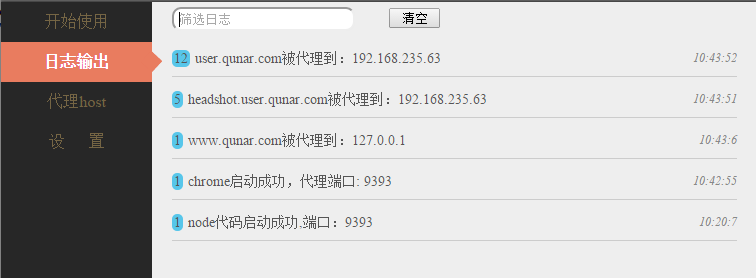 开始使用
日志输出
代理host
设 置
筛选日志 清空
12 user.qunar.com被代理到：192.168.235.63 10:43:52
5 headshot.user.qunar.com被代理到：192.168.235.63 10:43:51
1 www.qunar.com被代理到：127.0.0.1 10:43:6
1 chrome启动成功，代理端口: 9393 10:42:55
1 node代码启动成功,端口：9393 10:20:7